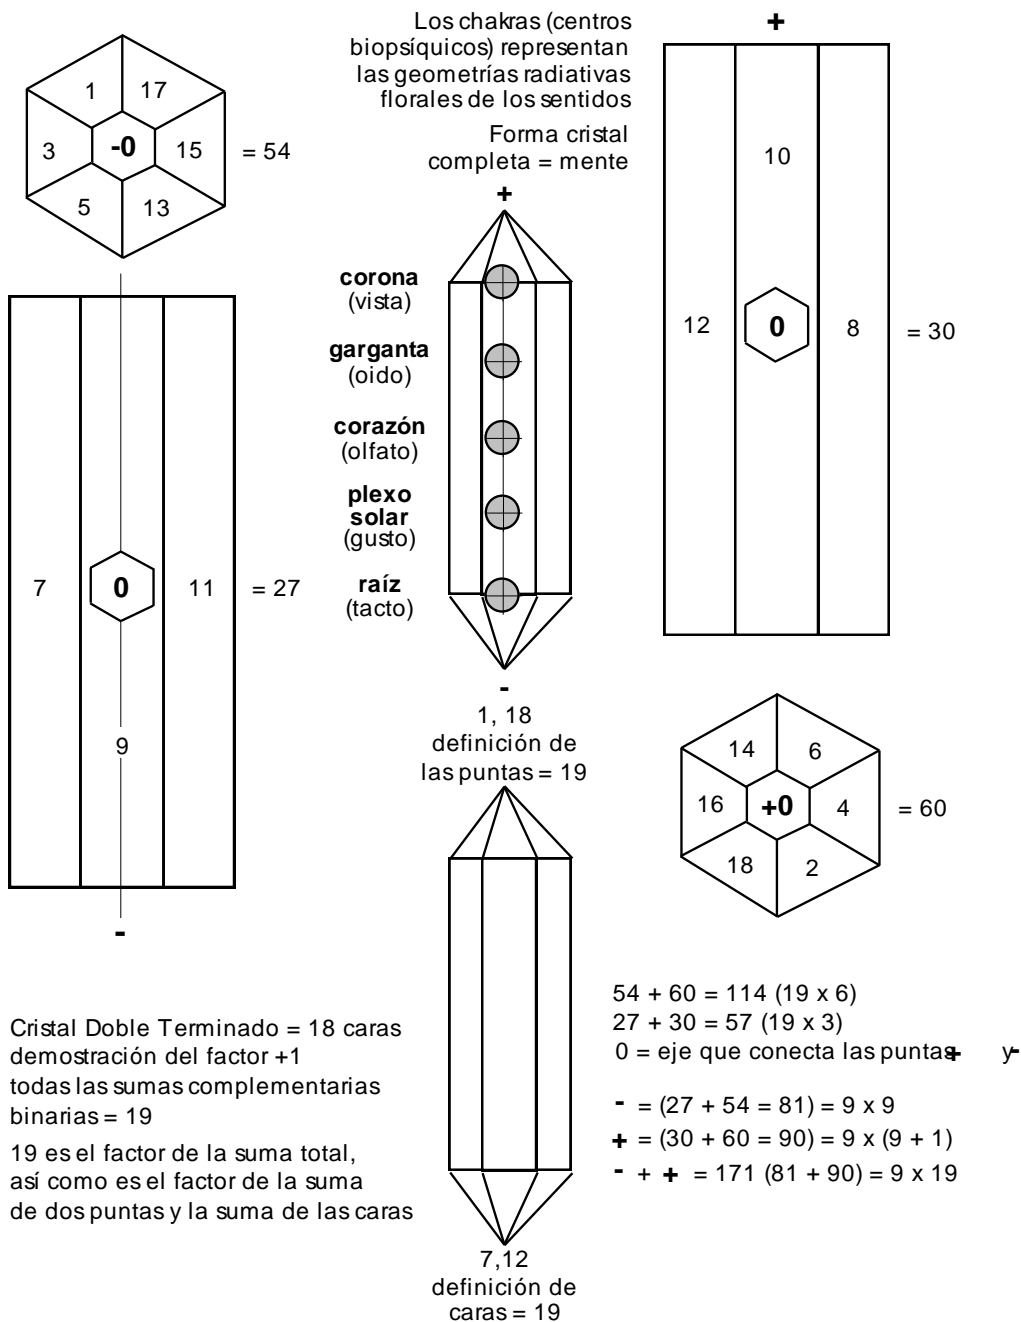 Los chakras (centros
biopsíquicos) representan
las geometrías radiativas
florales de los sentidos
Forma cristal
completa = mente
+
1 17
3 -0 15 = 54
5 13
7 0 11 = 27
9
-
+
corona
(vista)
garganta
(oido)
corazón
(olfato)
plexo
solar
(gusto)
raíz
(tacto)
-
1, 18
definición de
las puntas = 19
+
10
12 0 8 = 30
14 6
16 +0 4 = 60
18 2
7,12
definición de
caras = 19
Cristal Doble Terminado = 18 caras
demostración del factor +1
todas las sumas complementarias
binarias = 19
19 es el factor de la suma total,
así como es el factor de la suma
de dos puntas y la suma de las caras
54 + 60 = 114 (19 x 6)
27 + 30 = 57 (19 x 3)
0 = eje que conecta las puntas + y -
- = (27 + 54 = 81) = 9 x 9
+ = (30 + 60 = 90) = 9 x (9 + 1)
- + + = 171 (81 + 90) = 9 x 19